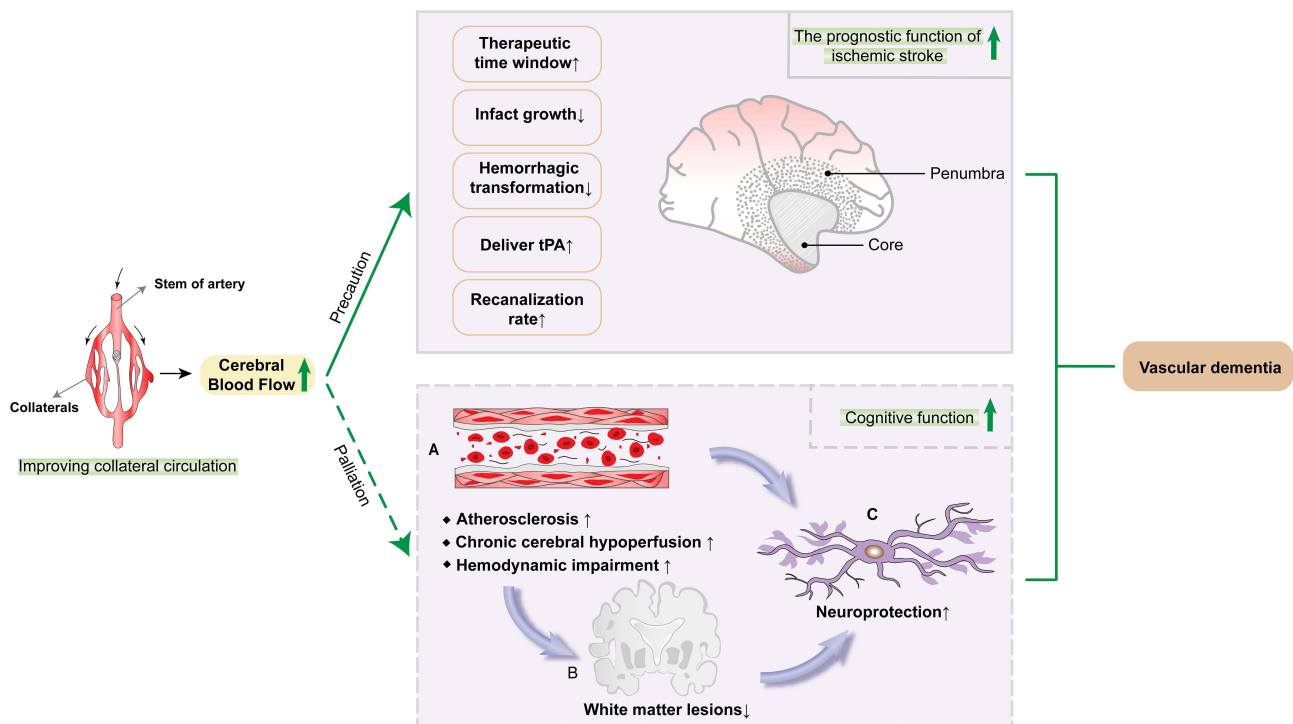 Stem of artery
Collaterals
Improving collateral circulation
Cerebral
Blood Flow
Precaution
Palliation
Therapeutic
time window↑
Infact growth↓
Hemorrhagic
transformation↓
Deliver tPA↑
Recanalization
rate↑
The prognostic function of
ischemic stroke
Penumbra
Core
Cognitive function
A
Atherosclerosis ↑
Chronic cerebral hypoperfusion ↑
Hemodynamic impairment ↑
B
White matter lesions↓
C
Neuroprotection↑
Vascular dementia